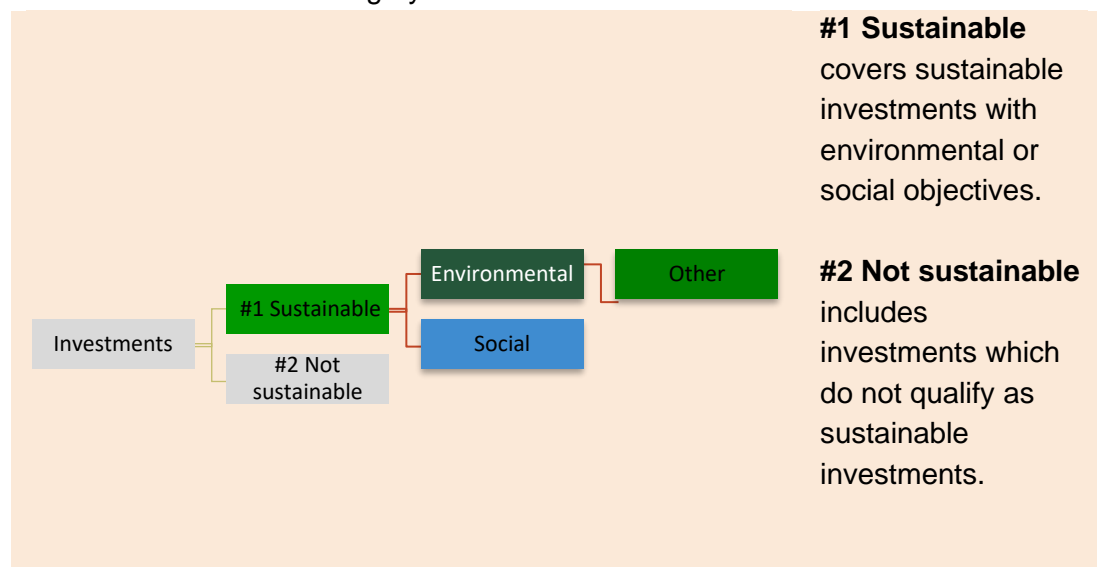 #1 Sustainable
covers sustainable
investments with
environmental or
social objectives.
#2 Not sustainable
includes
investments which
do not qualify as
sustainable
investments.
Investments
#1 Sustainable
#2 Not
sustainable
Environmental
Social
Other